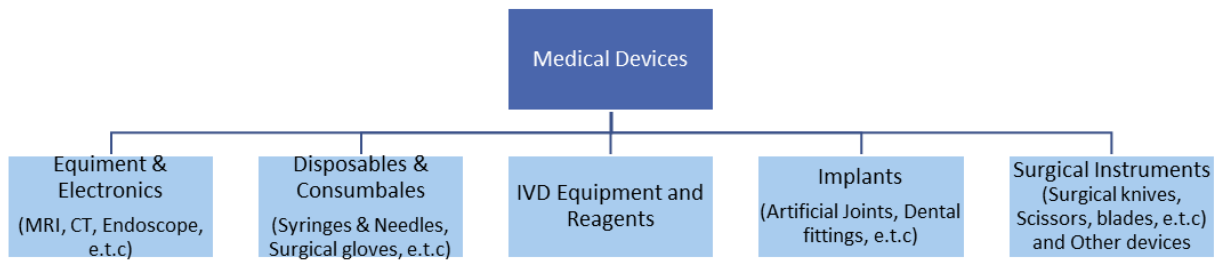 Medical Devices
Equiment &
Electronics
(MRI, CT, Endoscope,
e.t.c)
Disposables &
Consumbales
(Syringes & Needles,
Surgical gloves, e.t.c)
IVD Equipment and
Reagents
Implants
(Artificial Joints, Dental
fittings, e.t.c)
Surgical Instruments
(Surgical knives,
Scissors, blades, e.t.c)
and Other devices